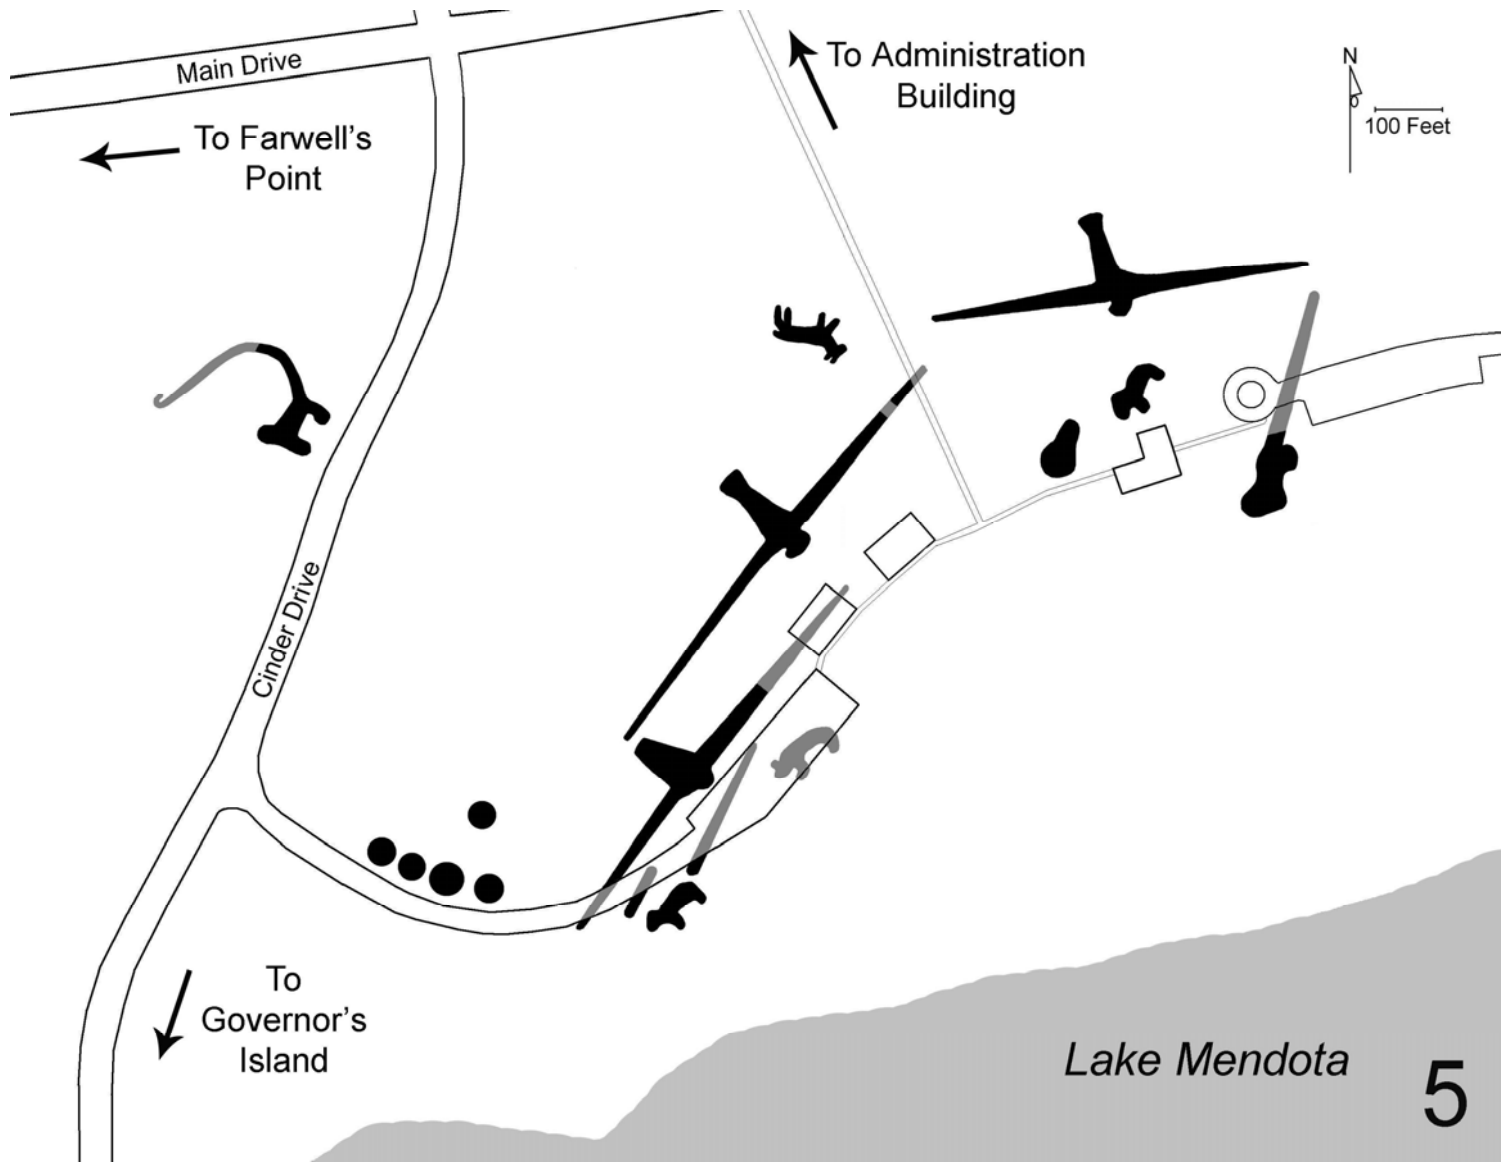 Main Drive
To Farwell's
Point
To Administration
Building
N
100 Feet
Cinder Drive
To
Governor's
Island
Lake Mendota
5